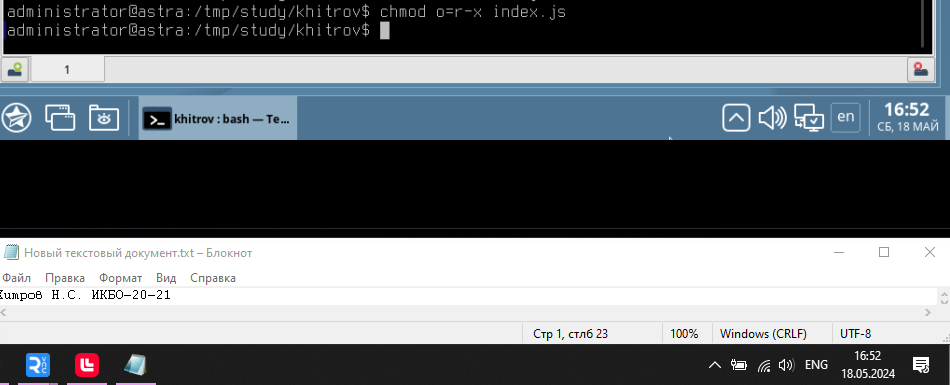 administrator@astra:/tmp/study/khitrov$ chmod o=r-x index.js
administrator@astra:/tmp/study/khitrov$
1
khitrov : bash — Te...
en
16:52
СБ, 18 МАЙ
Новый текстовый документ.txt – Блокнот
Файл Правка Формат Вид Справка
Хитров Н.С. ИКБО-20-21
Стр 1, стлб 23
100%
Windows (CRLF)
UTF-8
ENG
16:52
18.05.2024